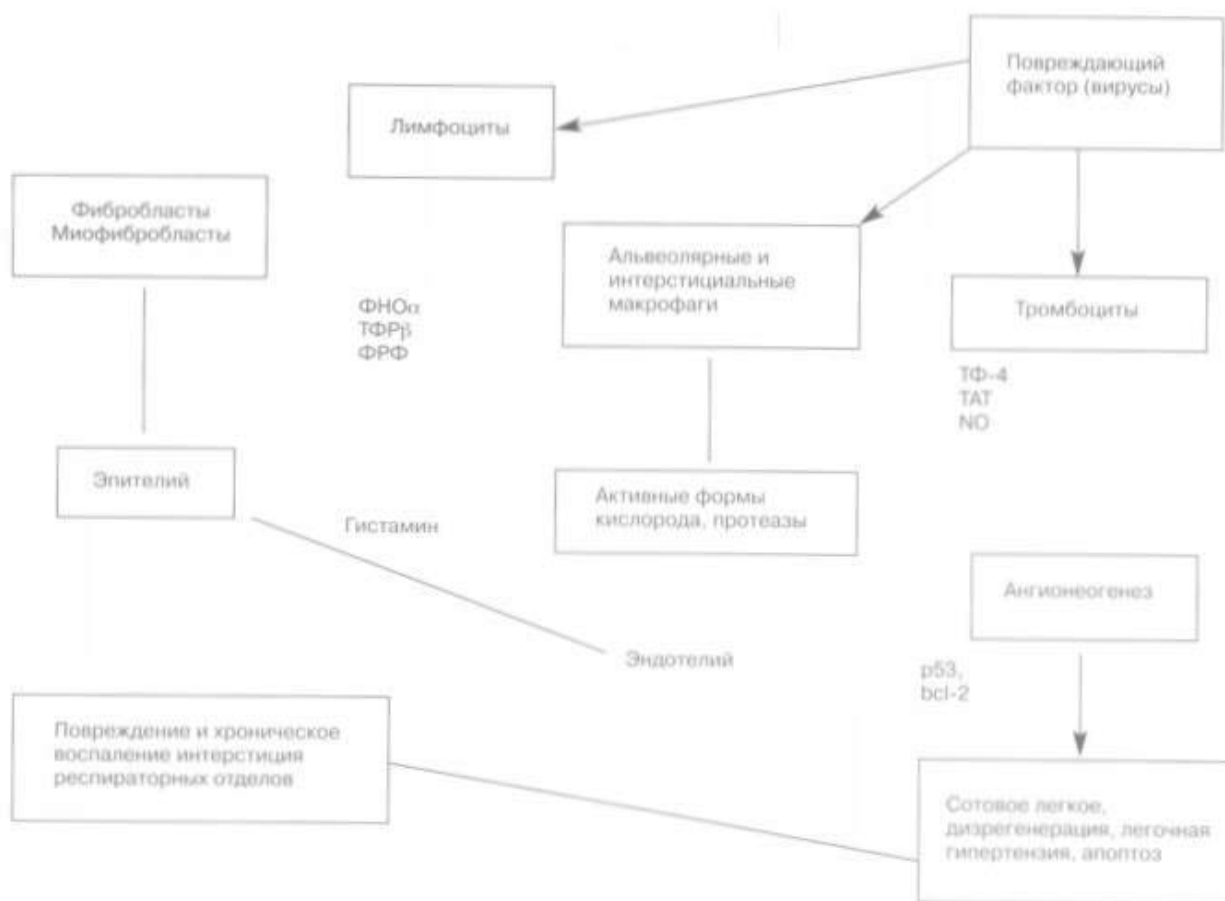 Повреждающий
фактор (вирусы)
Лимфоциты
Фибробласты
Миофибробласты
Альвеолярные и
интерстициальные
макрофаги
ФНОα
ТФРβ
ФРФ
Тромбоциты
ТФ-4
ТАТ
NO
Эпителий
Активные формы
кислорода, протеазы
Гистамин
Ангионеогенез
Эндотелий
p53,
bcl-2
Повреждение и хроническое
воспаление интерстиция
респираторных отделов
Сотовое легкое,
дизрегенерация, легочная
гипертензия, апоптоз